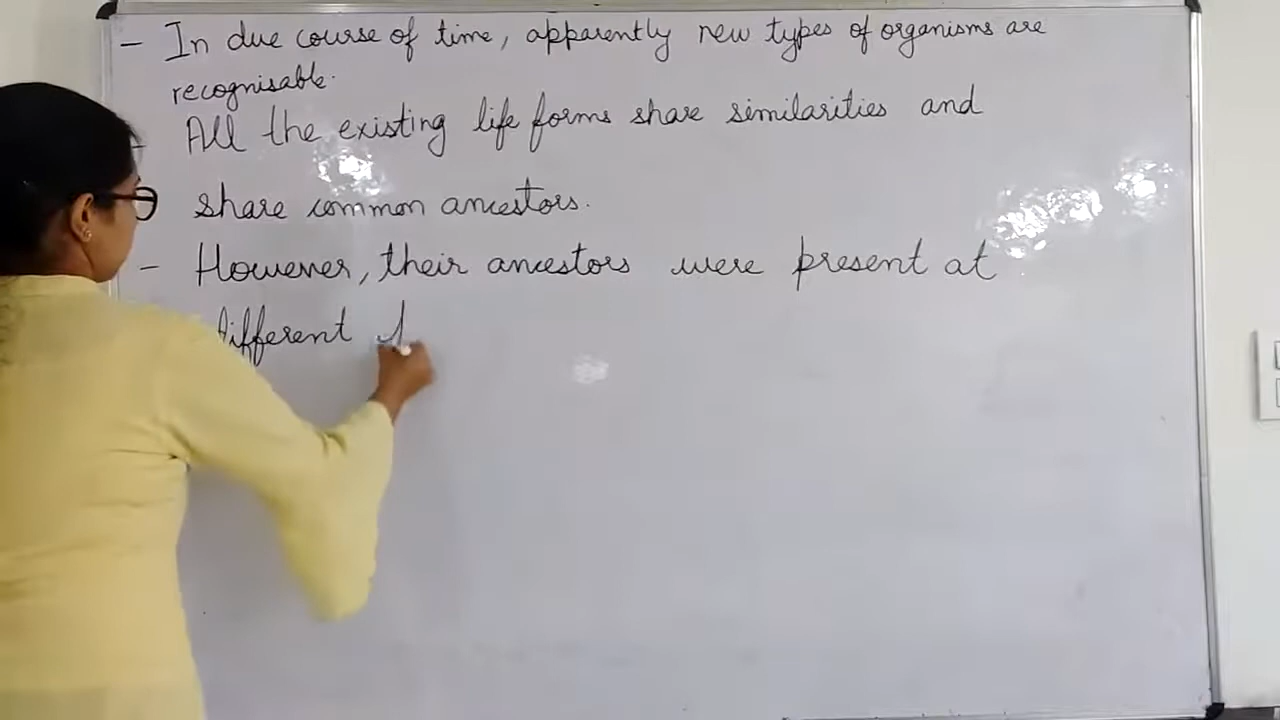 - In due course of time, apparently new types of organisms are
recognisable.
- All the existing life forms share similarities and
share common ancestors.
- However, their ancestors were present at
different